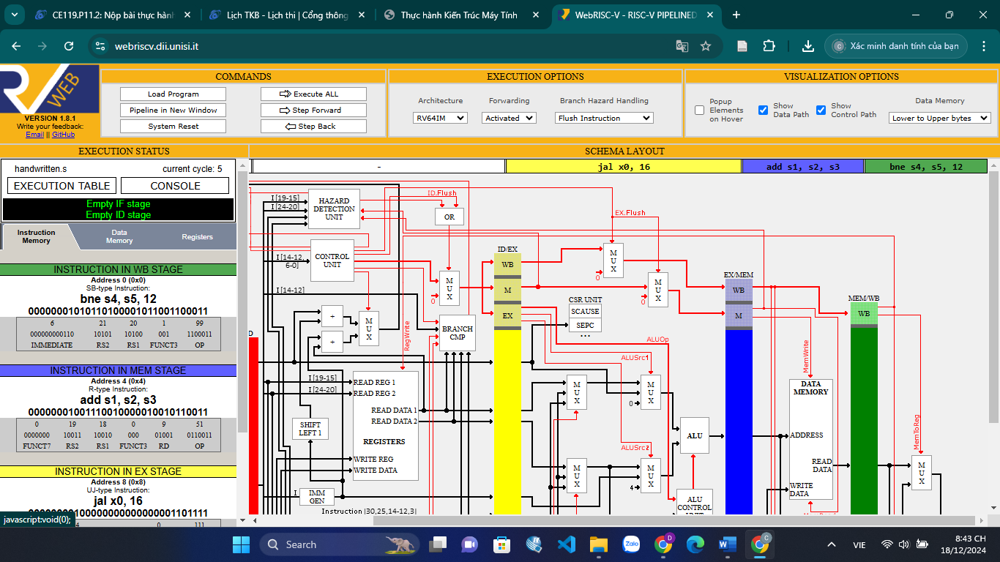 CE119.P11.2: Nộp bài thực hành
Lịch TKB - Lịch thi | Cổng thông
Thực hành Kiến Trúc Máy Tính
WebRISC-V - RISC-V PIPELINED
webriscv.dii.unisi.it
Xác minh danh tính của bạn
WEB
VERSION 1.8.1
Write your feedback:
Email || GitHub
COMMANDS
Load Program
Execute ALL
Pipeline in New Window
Step Forward
System Reset
Step Back
EXECUTION OPTIONS
Architecture
Forwarding
Branch Hazard Handling
RV64IM
Activated
Flush Instruction
VISUALIZATION OPTIONS
Popup
Elements
on Hover
Show
Data Path
Show
Control Path
Data Memory
Lower to Upper bytes
EXECUTION STATUS
SCHEMA LAYOUT
handwritten.s
current cycle: 5
EXECUTION TABLE
CONSOLE
Empty IF stage
Empty ID stage
Instruction
Memory
Data
Memory
Registers
INSTRUCTION IN WB STAGE
Address 0 (0x0)
SB-type Instruction:
bne s4, s5, 12
00000001010110100001011001100011
6 21 20 1 99
000000000110 10101 10100 001 1100011
IMMEDIATE RS2 RS1 FUNCT3 OP
INSTRUCTION IN MEM STAGE
Address 4 (0x4)
R-type Instruction:
add s1, s2, s3
00000001001110010000010010110011
0 19 18 0 9 51
0000000 10011 10010 000 01001 0110011
FUNCT7 RS2 RS1 FUNCT3 RD OP
INSTRUCTION IN EX STAGE
Address 8 (0x8)
UJ-type Instruction:
jal x0, 16
javascript:void(0);
4 0 111
-
jal x0, 16
add s1, s2, s3
bne s4, s5, 12
I [19-15]
I [24-20]
HAZARD
DETECTION
UNIT
ID.Flush
OR
EX.Flush
I [14-12,
6-0]
CONTROL
UNIT
M
U
X
0
ID/EX
WB
M
EX
M
U
X
0
M
U
X
0
EX/MEM
WB
M
MEM/WB
WB
I [14-12]
+
+
M
U
X
RegWrite
BRANCH
CMP
CSR UNIT
SCAUSE
SEPC
...
ALUOp
ALUSrc1
MemWrite
I [19-15]
I [24-20]
READ REG 1
READ REG 2
READ DATA 1
READ DATA 2
REGISTERS
WRITE REG
WRITE DATA
SHIFT
LEFT 1
M
U
X
M
U
X
0
ALU
ALUSrc2
M
U
X
M
U
X
4
DATA
MEMORY
ADDRESS
READ
DATA
WRITE
DATA
MemToReg
M
U
X
I
IMM
GEN
Instruction [30,25,14-12,3]
ALU
CONTROL
D
Search
VIE
8:43 CH
18/12/2024